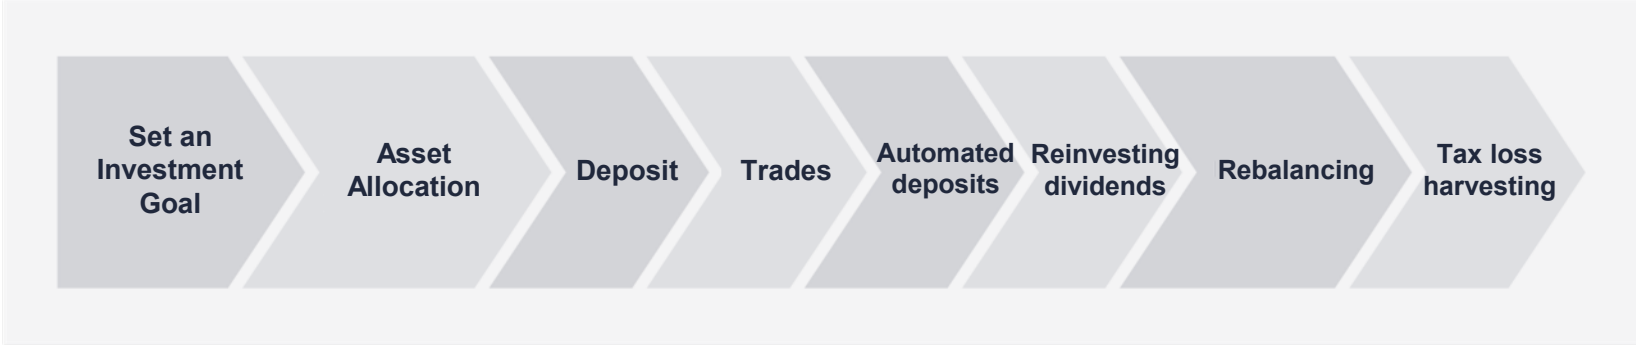 Set an
Investment
Goal
Asset
Allocation
Deposit
Trades
Automated
deposits
Reinvesting
dividends
Rebalancing
Tax loss
harvesting